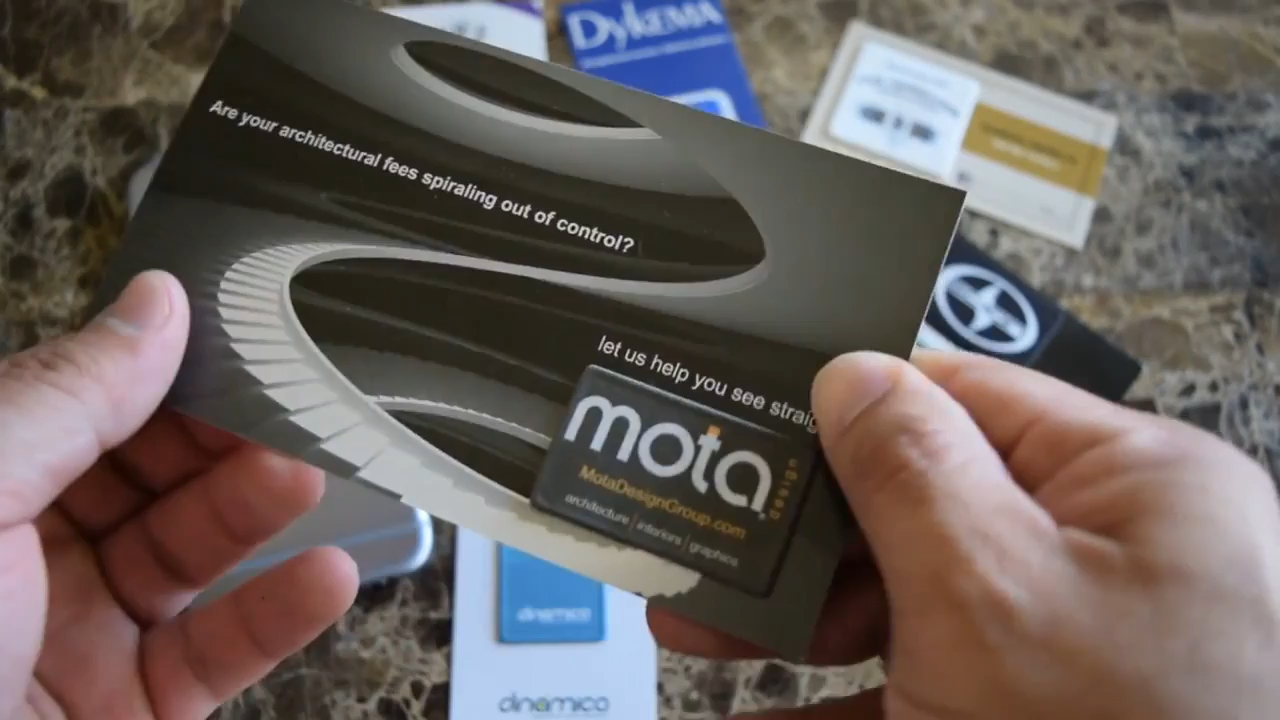 DYKEMA
Are your architectural fees spiraling out of control?
let us help you see straig
mota
design
MotaDesignGroup.com
architecture | interiors | graphics
dinamico
dinamico